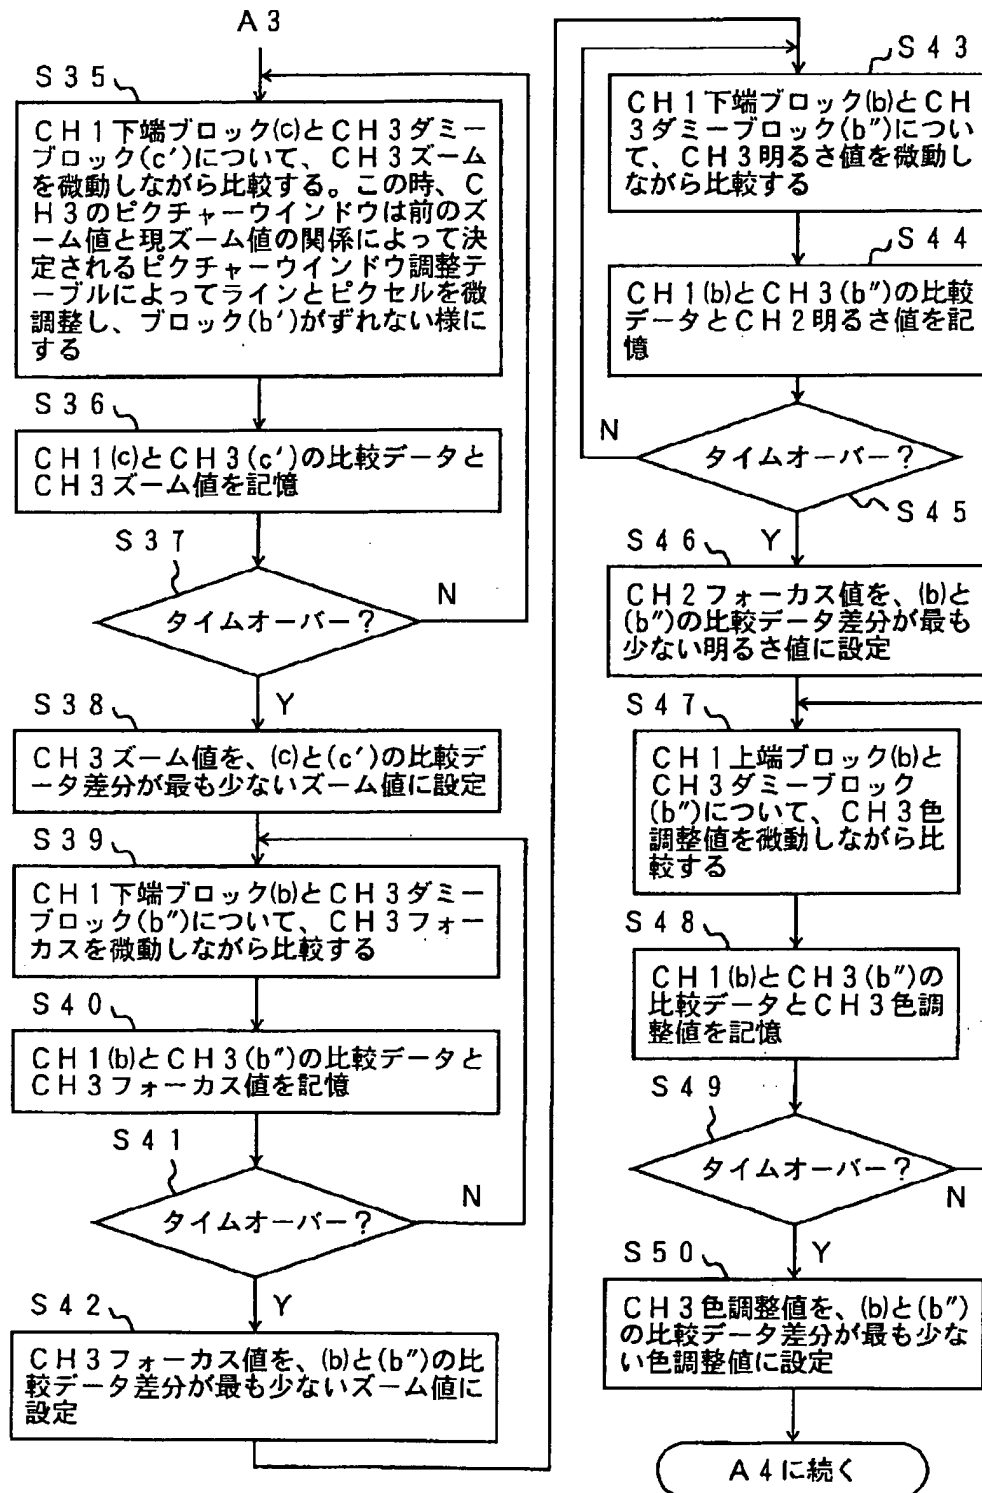 A3
S35
CH1下端ブロック(c)とCH3ダミー
ブロック(c′)について、CH3ズーム
を微動しながら比較する。この時、C
H3のピクチャーウインドウは前のズ
ーム値と現ズーム値の関係によって決
定されるピクチャーウインドウ調整テ
ーブルによってラインとピクセルを微
調整し、ブロック(b′)がずれない様に
する
S36
CH1(c)とCH3(c′)の比較データと
CH3ズーム値を記憶
S37
タイムオーバー?
N
Y
S38
CH3ズーム値を、(c)と(c′)の比較デ
ータ差分が最も少ないズーム値に設定
S39
CH1下端ブロック(b)とCH3ダミー
ブロック(b″)について、CH3フォー
カスを微動しながら比較する
S40
CH1(b)とCH3(b″)の比較データと
CH3フォーカス値を記憶
S41
タイムオーバー?
N
Y
S42
CH3フォーカス値を、(b)と(b″)の比
較データ差分が最も少ないズーム値に
設定
S43
CH1下端ブロック(b)とCH
3ダミーブロック(b″)につい
て、CH3明るさ値を微動し
ながら比較する
S44
CH1(b)とCH3(b″)の比較
データとCH2明るさ値を記
憶
N
タイムオーバー?
S45
Y
S46
CH2フォーカス値を、(b)と
(b″)の比較データ差分が最も
少ない明るさ値に設定
S47
CH1上端ブロック(b)と
CH3ダミーブロック
(b″)について、CH3色
調整値を微動しながら比
較する
S48
CH1(b)とCH3(b″)の
比較データとCH3色調
整値を記憶
S49
タイムオーバー?
N
Y
S50
CH3色調整値を、(b)と(b″)
の比較データ差分が最も少な
い色調整値に設定
A4に続く